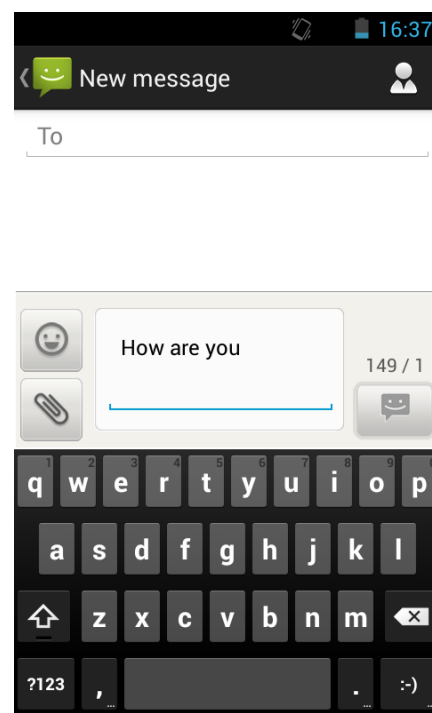 16:37
New message
To
How are you
149 / 1
1 2 3 4 5 6 7 8 9
q w e r t y u i o p
a s d f g h j k l
z x c v b n m
?123 , ... . ... :-) ...